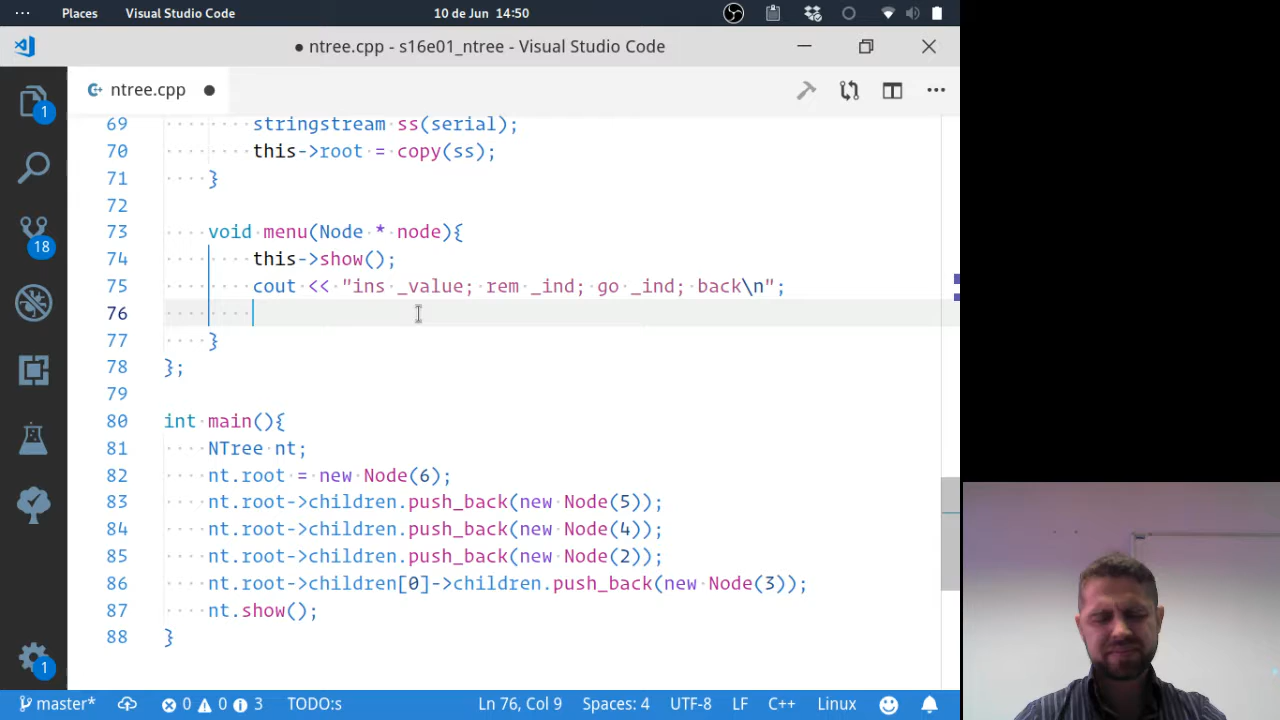 Places Visual Studio Code 10 de Jun 14:50
● ntree.cpp - s16e01_ntree - Visual Studio Code
ntree.cpp
69 stringstream ss(serial);
70 this->root = copy(ss);
71 }
72
73 void menu(Node * node){
74 this->show();
75 cout << "ins _value; rem _ind; go _ind; back\n";
76
77 }
78 };
79
80 int main(){
81 NTree nt;
82 nt.root = new Node(6);
83 nt.root->children.push_back(new Node(5));
84 nt.root->children.push_back(new Node(4));
85 nt.root->children.push_back(new Node(2));
86 nt.root->children[0]->children.push_back(new Node(3));
87 nt.show();
88 }
1
18
1
master* 0 0 3 TODO:s Ln 76, Col 9 Spaces: 4 UTF-8 LF C++ Linux